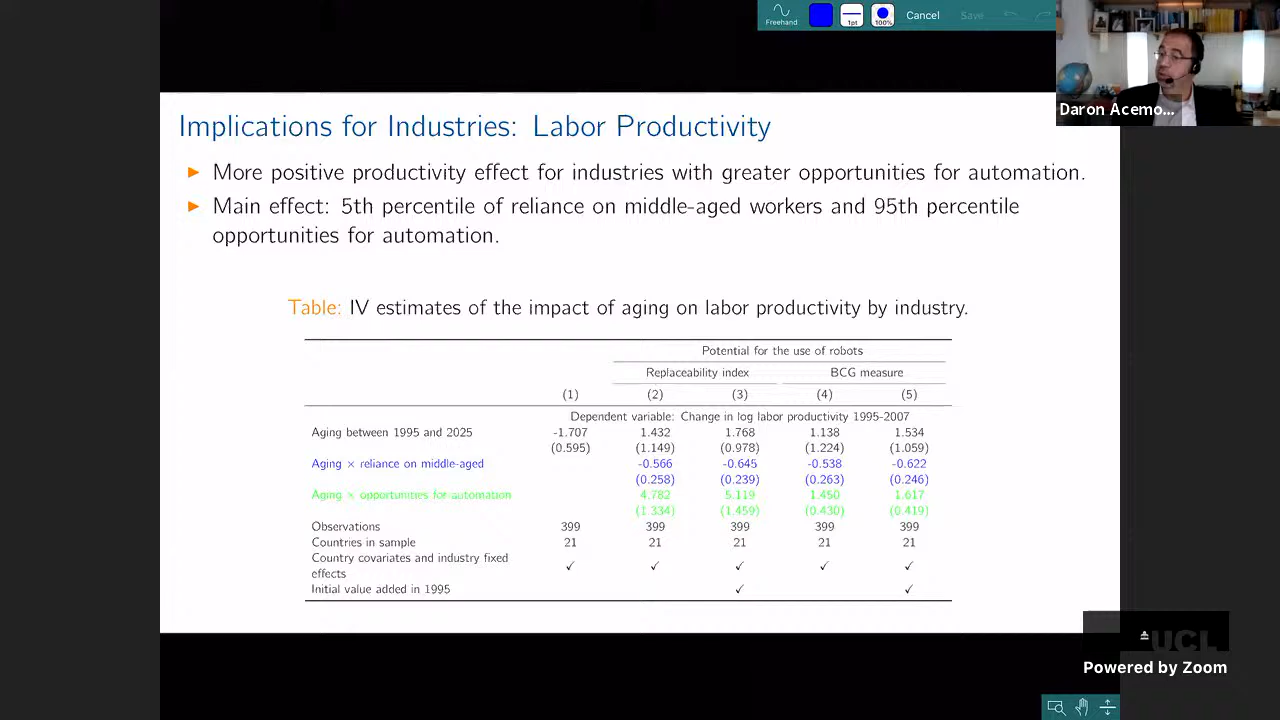 Freehand
1pt
100%
Cancel
Save
Daron Acemo...
Implications for Industries: Labor Productivity
More positive productivity effect for industries with greater opportunities for automation.
Main effect: 5th percentile of reliance on middle-aged workers and 95th percentile
opportunities for automation.
Table: IV estimates of the impact of aging on labor productivity by industry.
Potential for the use of robots
Replaceability index BCG measure
(1) (2) (3) (4) (5)
Dependent variable: Change in log labor productivity 1995-2007
Aging between 1995 and 2025 -1.707 1.432 1.768 1.138 1.534
(0.595) (1.149) (0.978) (1.224) (1.059)
Aging × reliance on middle-aged -0.566 -0.645 -0.538 -0.622
(0.258) (0.239) (0.263) (0.246)
Aging × opportunities for automation 4.782 5.119 1.450 1.617
(1.334) (1.459) (0.430) (0.419)
Observations 399 399 399 399 399
Countries in sample 21 21 21 21 21
Country covariates and industry fixed
effects ✓ ✓ ✓ ✓ ✓
Initial value added in 1995 ✓ ✓
UCL
Powered by Zoom